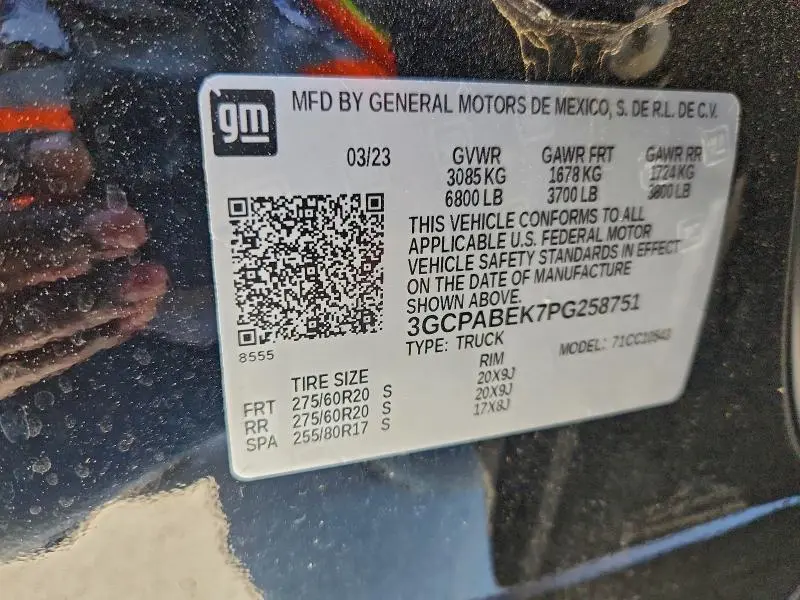 gm
MFD BY GENERAL MOTORS DE MEXICO, S. DE R.L. DE C.V.
03/23 GVWR GAWR FRT GAWR RR
3085 KG 1678 KG 1724 KG
6800 LB 3700 LB 3800 LB
THIS VEHICLE CONFORMS TO ALL
APPLICABLE U.S. FEDERAL MOTOR
VEHICLE SAFETY STANDARDS IN EFFECT
ON THE DATE OF MANUFACTURE
SHOWN ABOVE.
3GCPABEK7PG258751
8555
TYPE: TRUCK MODEL: 71CC10543
TIRE SIZE RIM
FRT 275/60R20 S 20X9J
RR 275/60R20 S 20X9J
SPA 255/80R17 S 17X8J